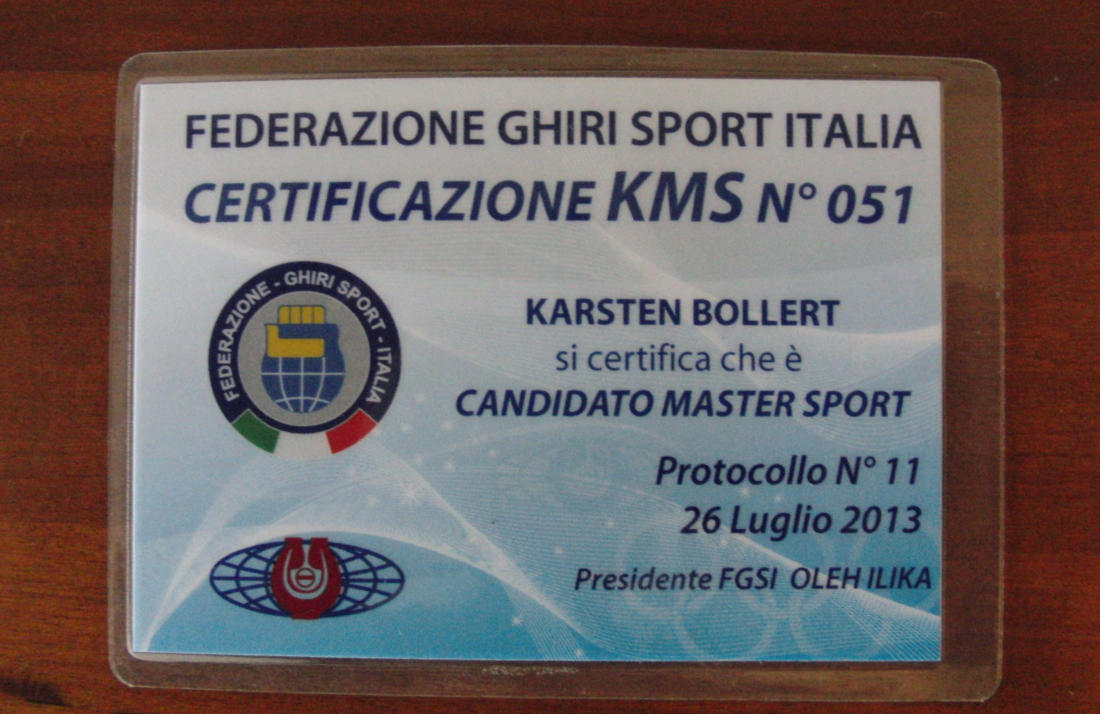 FEDERAZIONE GHIRI SPORT ITALIA
CERTIFICAZIONE KMS N° 051
FEDERAZIONE - GHIRI SPORT - ITALIA
KARSTEN BOLLERT
si certifica che è
CANDIDATO MASTER SPORT
Protocollo N° 11
26 Luglio 2013
Presidente FGSI OLEH ILIKA